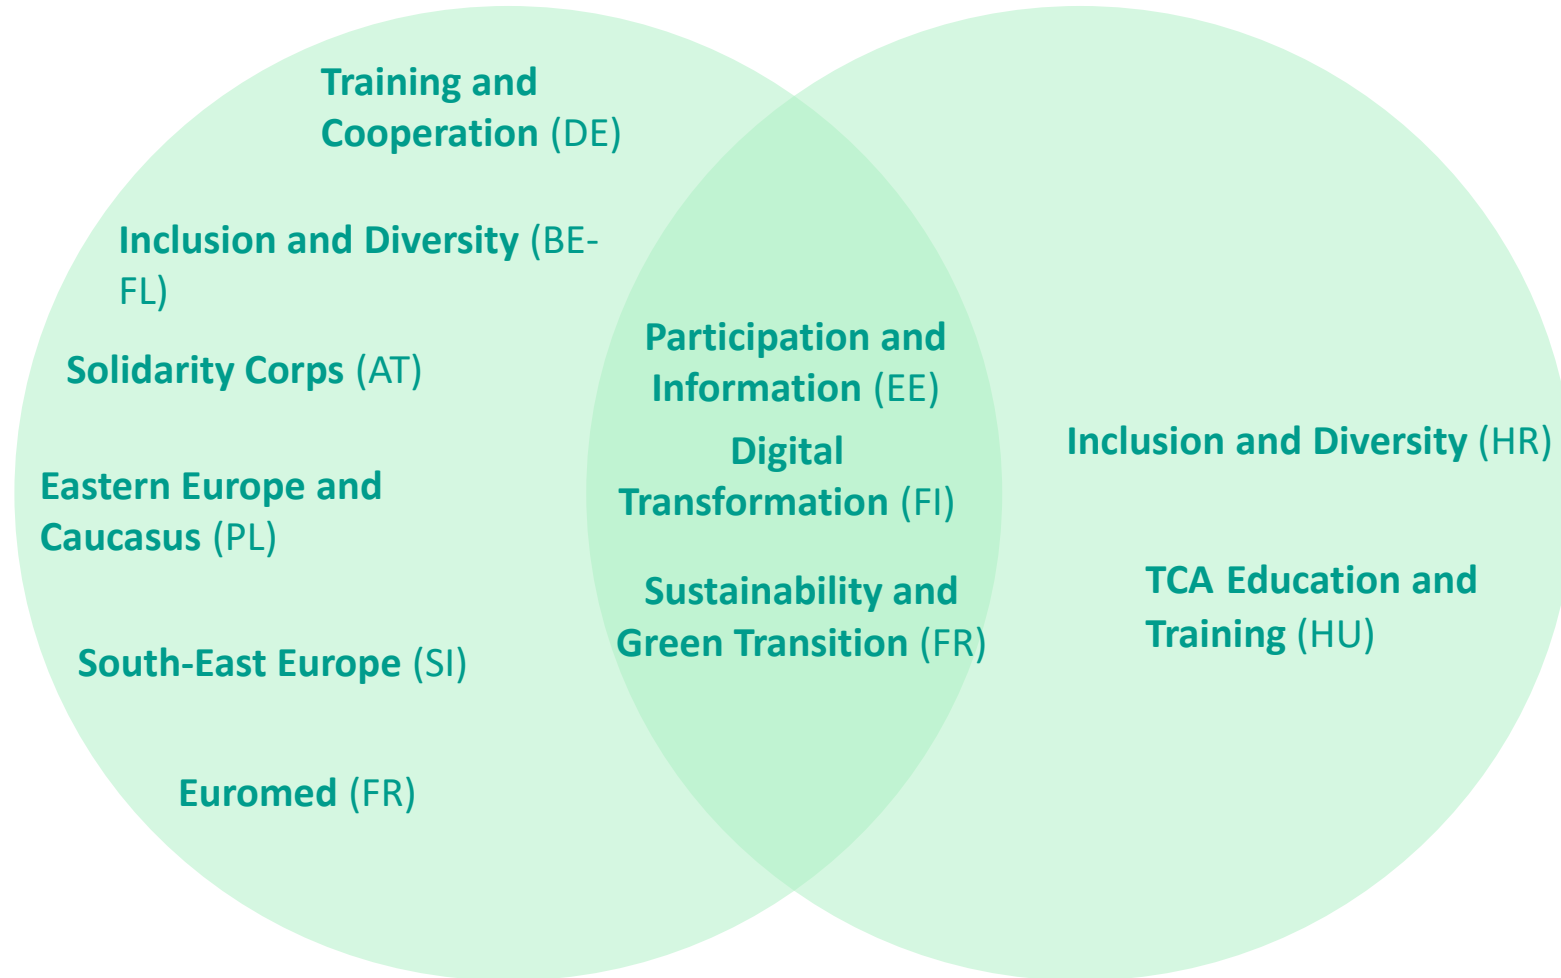 Training and
Cooperation (DE)
Inclusion and Diversity (BE-
FL)
Solidarity Corps (AT)
Eastern Europe and
Caucasus (PL)
South-East Europe (SI)
Euromed (FR)
Participation and
Information (EE)
Digital
Transformation (FI)
Sustainability and
Green Transition (FR)
Inclusion and Diversity (HR)
TCA Education and
Training (HU)